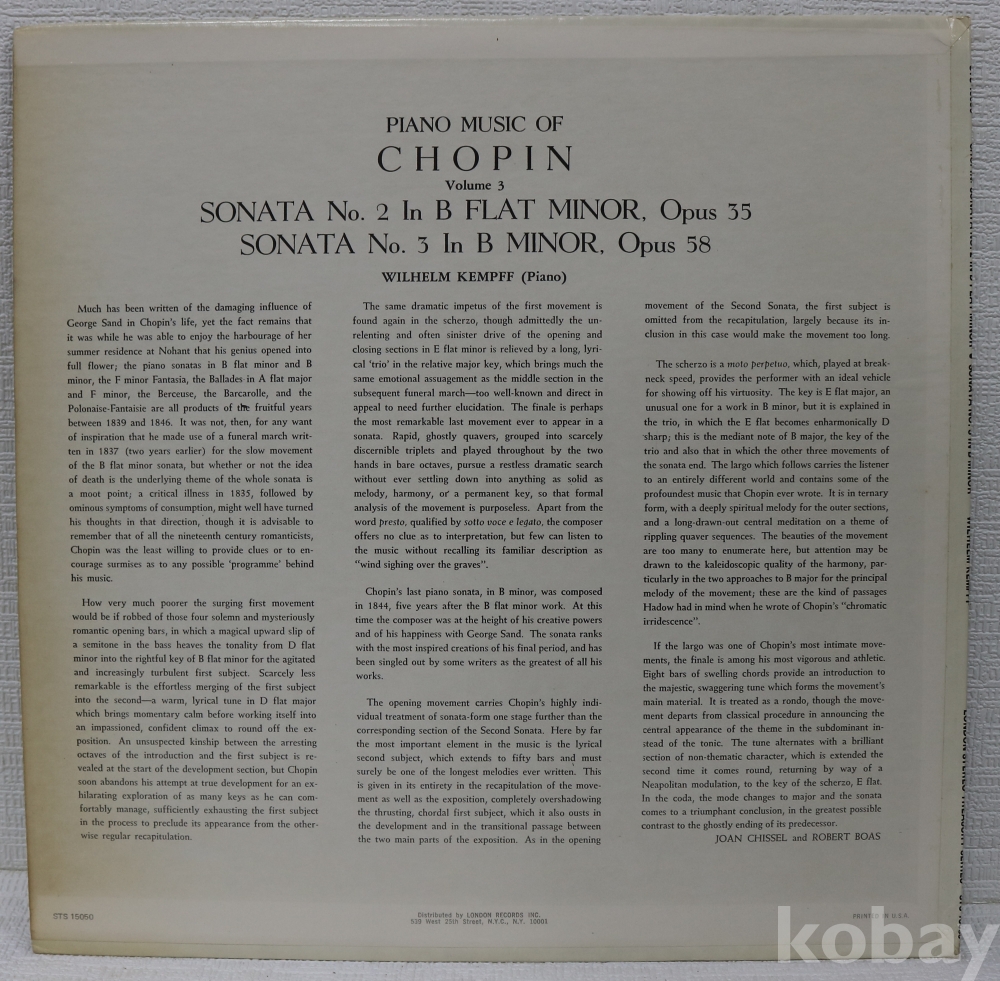 PIANO MUSIC OF
CHOPIN
Volume 3
SONATA No. 2 In B FLAT MINOR, Opus 35
SONATA No. 3 In B MINOR, Opus 58
WILHELM KEMPFF (Piano)
Much has been written of the damaging influence of
George Sand in Chopin's life, yet the fact remains that
it was while he was able to enjoy the harbourage of her
summer residence at Nohant that his genius opened into
full flower; the piano sonatas in B flat minor and B
minor, the F minor Fantasia, the Ballades in A flat major
and F minor, the Berceuse, the Barcarolle, and the
Polonaise-Fantaisie are all products of the fruitful years
between 1839 and 1846. It was not, then, for any want
of inspiration that he made use of a funeral march writ-
ten in 1837 (two years earlier) for the slow movement
of the B flat minor sonata, but whether or not the idea
of death is the underlying theme of the whole sonata is
a moot point; a critical illness in 1835, followed by
ominous symptoms of consumption, might well have turned
his thoughts in that direction, though it is advisable to
remember that of all the nineteenth century romanticists,
Chopin was the least willing to provide clues or to en-
courage surmises as to any possible 'programme' behind
his music.
How very much poorer the surging first movement
would be if robbed of those four solemn and mysteriously
romantic opening bars, in which a magical upward slip of
a semitone in the bass heaves the tonality from D flat
minor into the rightful key of B flat minor for the agitated
and increasingly turbulent first subject. Scarcely less
remarkable is the effortless merging of the first subject
into the second—a warm, lyrical tune in D flat major
which brings momentary calm before working itself into
an impassioned, confident climax to round off the ex-
position. An unsuspected kinship between the arresting
octaves of the introduction and the first subject is re-
vealed at the start of the development section, but Chopin
soon abandons his attempt at true development for an ex-
hilarating exploration of as many keys as he can com-
fortably manage, sufficiently exhausting the first subject
in the process to preclude its appearance from the other-
wise regular recapitulation.
The same dramatic impetus of the first movement is
found again in the scherzo, though admittedly the un-
relenting and often sinister drive of the opening and
closing sections in E flat minor is relieved by a long, lyri-
cal 'trio' in the relative major key, which brings much the
same emotional assuagement as the middle section in the
subsequent funeral march—too well-known and direct in
appeal to need further elucidation. The finale is perhaps
the most remarkable last movement ever to appear in a
sonata. Rapid, ghostly quavers, grouped into scarcely
discernible triplets and played throughout by the two
hands in bare octaves, pursue a restless dramatic search
without ever settling down into anything as solid as
melody, harmony, or a permanent key, so that formal
analysis of the movement is purposeless. Apart from the
word presto, qualified by sotto voce e legato, the composer
offers no clue as to interpretation, but few can listen to
the music without recalling its familiar description as
"wind sighing over the graves".
Chopin's last piano sonata, in B minor, was composed
in 1844, five years after the B flat minor work. At this
time the composer was at the height of his creative powers
and of his happiness with George Sand. The sonata ranks
with the most inspired creations of his final period, and has
been singled out by some writers as the greatest of all his
works.
The opening movement carries Chopin's highly indi-
vidual treatment of sonata-form one stage further than the
corresponding section of the Second Sonata. Here by far
the most important element in the music is the lyrical
second subject, which extends to fifty bars and must
surely be one of the longest melodies ever written. This
is given in its entirety in the recapitulation of the move-
ment as well as the exposition, completely overshadowing
the thrusting, chordal first subject, which it also ousts in
the development and in the transitional passage between
the two main parts of the exposition. As in the opening
movement of the Second Sonata, the first subject is
omitted from the recapitulation, largely because its in-
clusion in this case would make the movement too long.
The scherzo is a moto perpetuo, which, played at break-
neck speed, provides the performer with an ideal vehicle
for showing off his virtuosity. The key is E flat major, an
unusual one for a work in B minor, but it is explained in
the trio, in which the E flat becomes enharmonically D
sharp; this is the mediant note of B major, the key of the
trio and also that in which the other three movements of
the sonata end. The largo which follows carries the listener
to an entirely different world and contains some of the
profoundest music that Chopin ever wrote. It is in ternary
form, with a deeply spiritual melody for the outer sections,
and a long-drawn-out central meditation on a theme of
rippling quaver sequences. The beauties of the movement
are too many to enumerate here, but attention may be
drawn to the kaleidoscopic quality of the harmony, par-
ticularly in the two approaches to B major for the principal
melody of the movement; these are the kind of passages
Hadow had in mind when he wrote of Chopin's "chromatic
irridescence".
If the largo was one of Chopin's most intimate move-
ments, the finale is among his most vigorous and athletic.
Eight bars of swelling chords provide an introduction to
the majestic, swaggering tune which forms the movement's
main material. It is treated as a rondo, though the move-
ment departs from classical procedure in announcing the
central appearance of the theme in the subdominant in-
stead of the tonic. The tune alternates with a brilliant
section of non-thematic character, which is extended the
second time it comes round, returning by way of a
Neapolitan modulation, to the key of the scherzo, E flat.
In the coda, the mode changes to major and the sonata
comes to a triumphant conclusion, in the greatest possible
contrast to the ghostly ending of its predecessor.
JOAN CHISSEL and ROBERT BOAS
STS 15050
Distributed by LONDON RECORDS INC.
539 West 25th Street, N.Y.C., N.Y. 10001
PRINTED IN U.S.A.
kobay